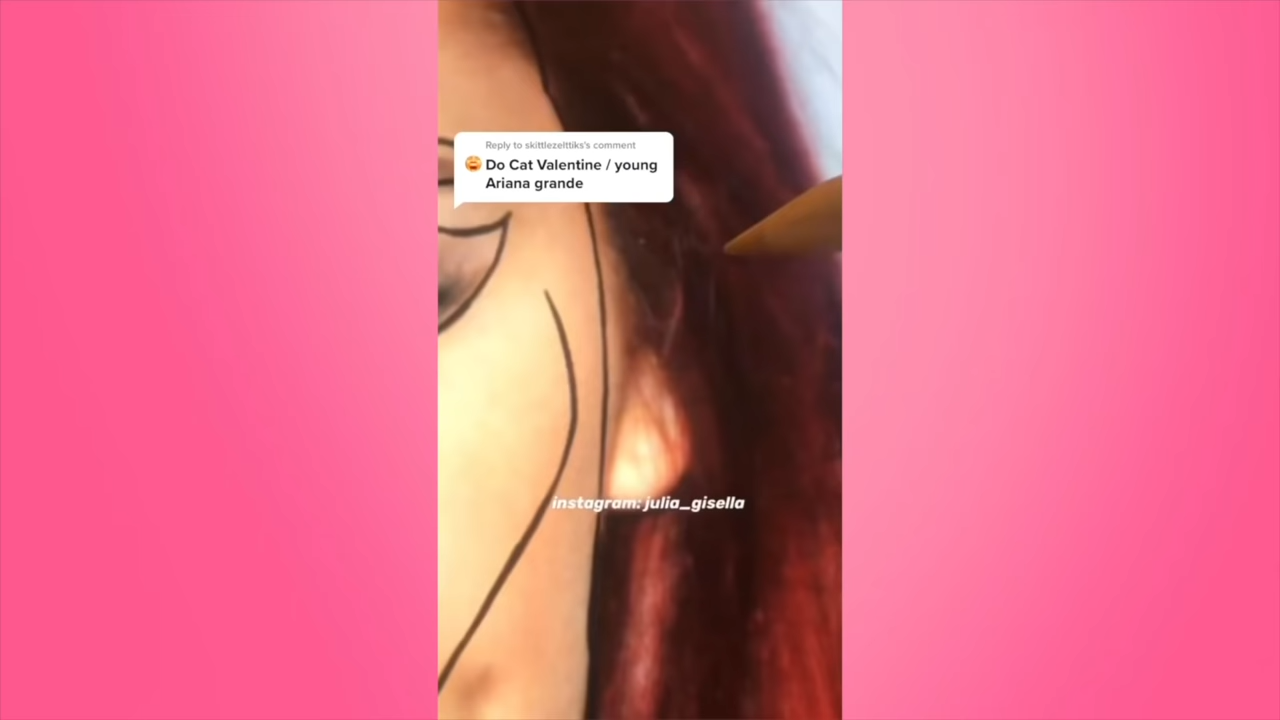 Reply to skittlezelttiks's comment
😩 Do Cat Valentine / young
Ariana grande
instagram: julia_gisella